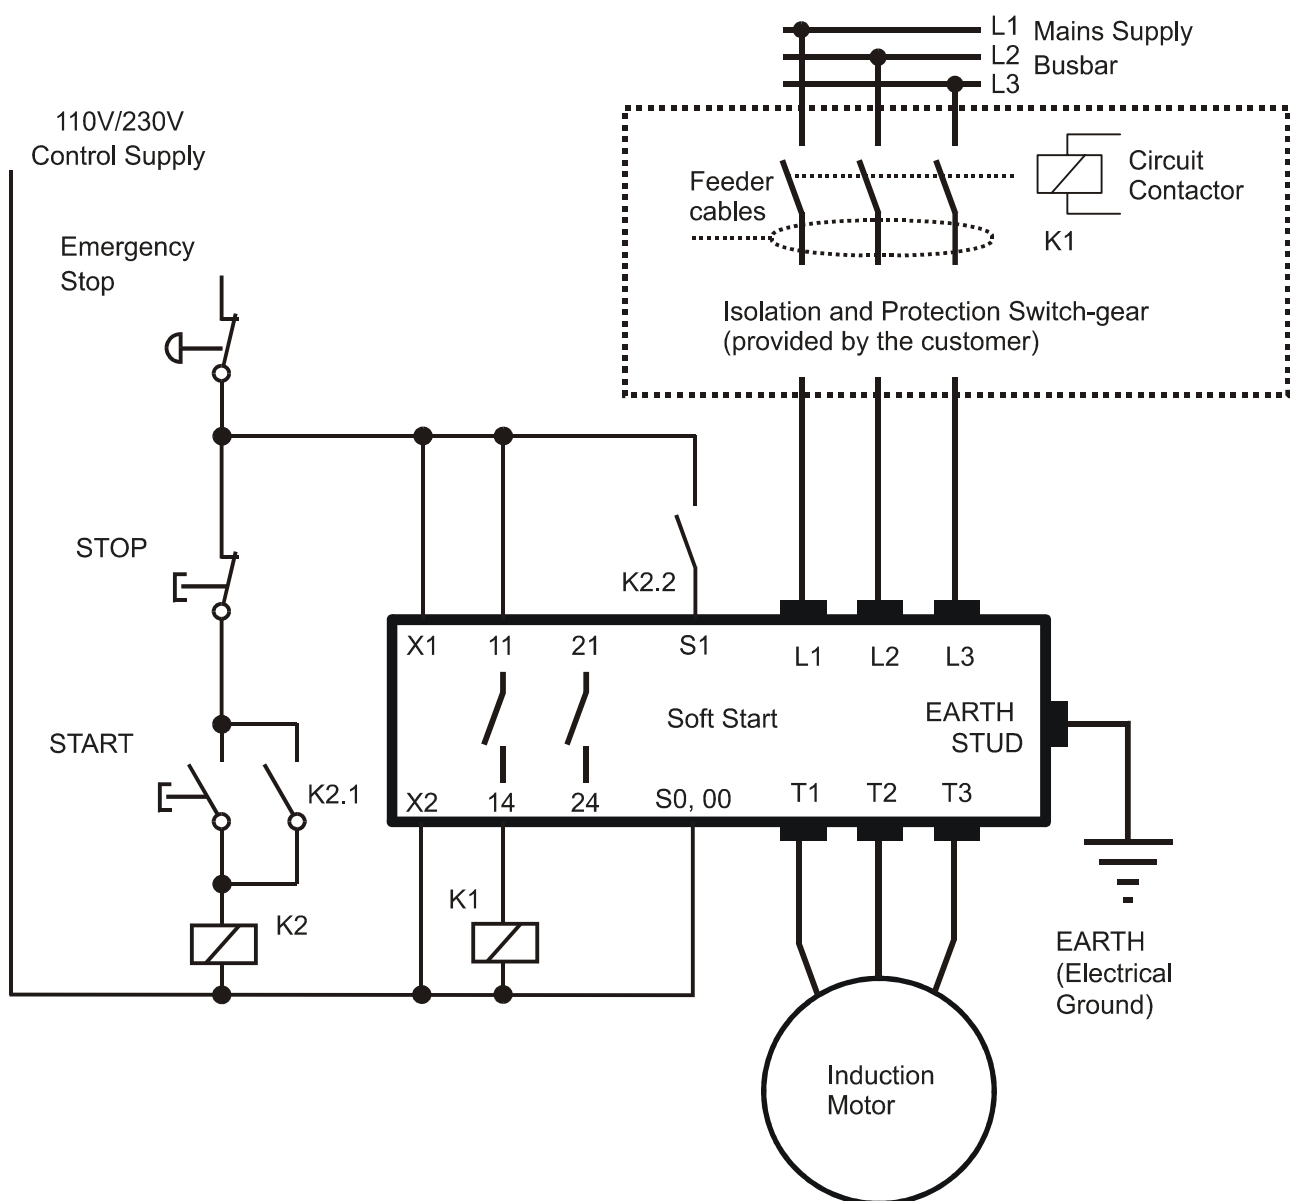 L1 Mains Supply
L2 Busbar
L3
110V/230V
Control Supply
Feeder
cables
Circuit
Contactor
K1
Emergency
Stop
Isolation and Protection Switch-gear
(provided by the customer)
STOP
K2.2
X1 11 21 S1 L1 L2 L3
Soft Start
EARTH
STUD
START
K2.1
X2 14 24 S0, 00 T1 T2 T3
K2
K1
EARTH
(Electrical
Ground)
Induction
Motor